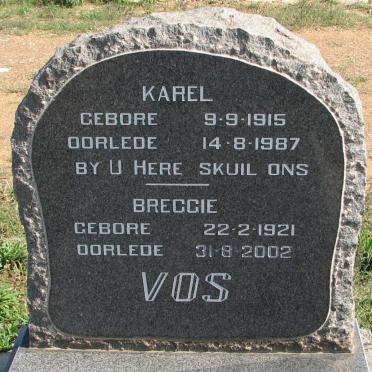 KAREL
GEBORE 9-9-1915
OORLEDE 14-8-1987
BY U HERE SKUIL ONS
BREGGIE
GEBORE 22-2-1921
OORLEDE 31-8-2002
VOS